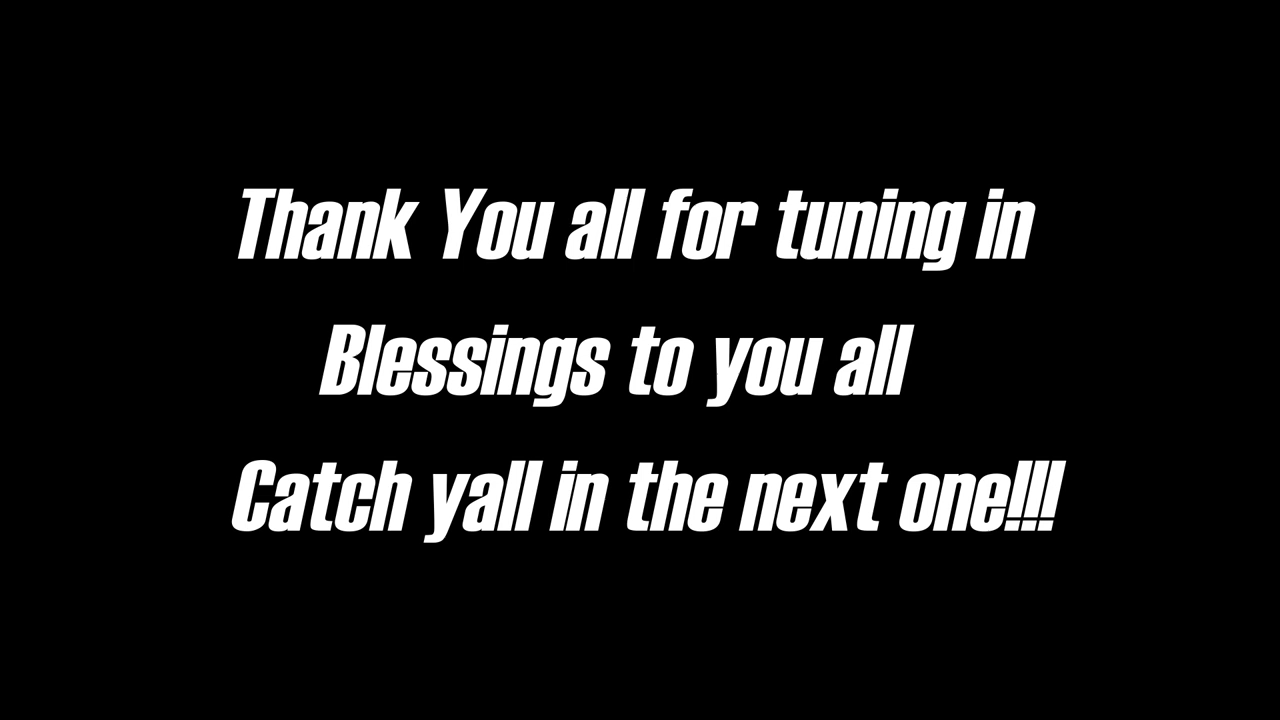 Thank You all for tuning in
Blessings to you all
Catch yall in the next one!!!